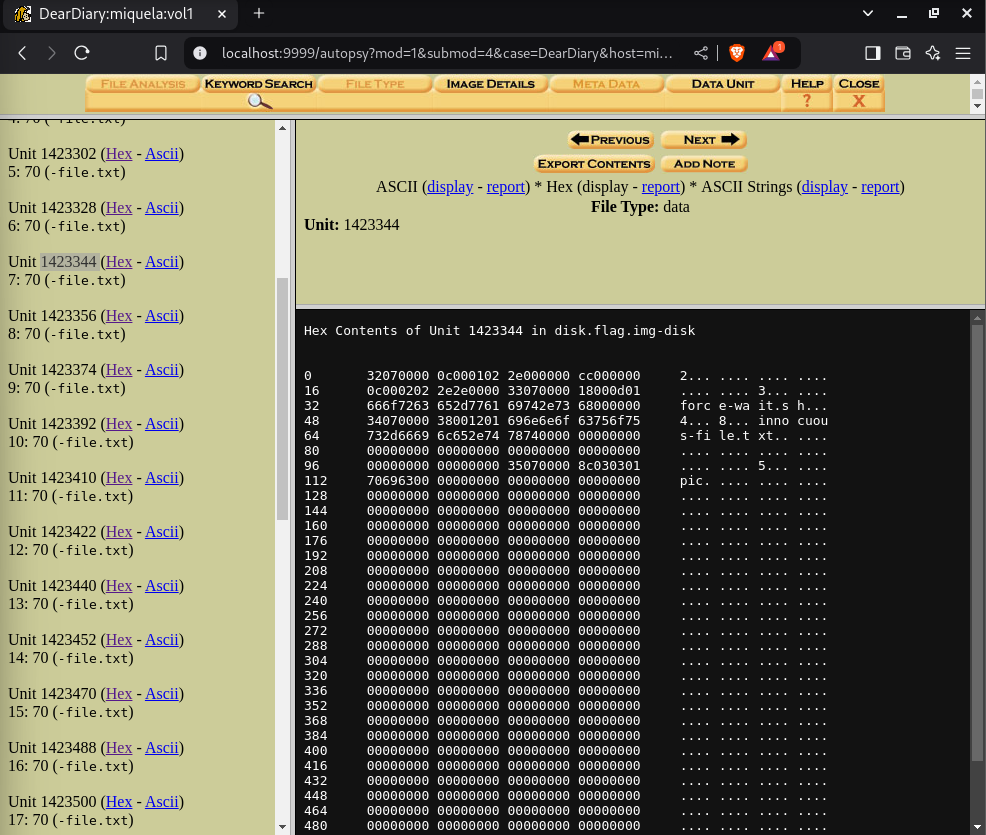 DearDiary:miquela:vol1
localhost:9999/autopsy?mod=1&submod=4&case=DearDiary&host=mi...
1
FILE ANALYSIS KEYWORD SEARCH FILE TYPE IMAGE DETAILS META DATA DATA UNIT HELP CLOSE
? X
4: 70 (-file.txt)
Unit 1423302 (Hex - Ascii)
5: 70 (-file.txt)
Unit 1423328 (Hex - Ascii)
6: 70 (-file.txt)
Unit 1423344 (Hex - Ascii)
7: 70 (-file.txt)
Unit 1423356 (Hex - Ascii)
8: 70 (-file.txt)
Unit 1423374 (Hex - Ascii)
9: 70 (-file.txt)
Unit 1423392 (Hex - Ascii)
10: 70 (-file.txt)
Unit 1423410 (Hex - Ascii)
11: 70 (-file.txt)
Unit 1423422 (Hex - Ascii)
12: 70 (-file.txt)
Unit 1423440 (Hex - Ascii)
13: 70 (-file.txt)
Unit 1423452 (Hex - Ascii)
14: 70 (-file.txt)
Unit 1423470 (Hex - Ascii)
15: 70 (-file.txt)
Unit 1423488 (Hex - Ascii)
16: 70 (-file.txt)
Unit 1423500 (Hex - Ascii)
17: 70 (-file.txt)
PREVIOUS NEXT
EXPORT CONTENTS ADD NOTE
ASCII (display - report) * Hex (display - report) * ASCII Strings (display - report)
File Type: data
Unit: 1423344
Hex Contents of Unit 1423344 in disk.flag.img-disk
0 32070000 0c000102 2e000000 cc000000 2... .... .... ....
16 0c000202 2e2e0000 33070000 18000d01 .... .... 3... ....
32 666f7263 652d7761 69742e73 68000000 forc e-wa it.s h...
48 34070000 38001201 696e6e6f 63756f75 4... 8... inno cuou
64 732d6669 6c652e74 78740000 00000000 s-fi le.t xt.. ....
80 00000000 00000000 00000000 00000000 .... .... .... ....
96 00000000 00000000 35070000 8c030301 .... .... 5... ....
112 70696300 00000000 00000000 00000000 pic. .... .... ....
128 00000000 00000000 00000000 00000000 .... .... .... ....
144 00000000 00000000 00000000 00000000 .... .... .... ....
160 00000000 00000000 00000000 00000000 .... .... .... ....
176 00000000 00000000 00000000 00000000 .... .... .... ....
192 00000000 00000000 00000000 00000000 .... .... .... ....
208 00000000 00000000 00000000 00000000 .... .... .... ....
224 00000000 00000000 00000000 00000000 .... .... .... ....
240 00000000 00000000 00000000 00000000 .... .... .... ....
256 00000000 00000000 00000000 00000000 .... .... .... ....
272 00000000 00000000 00000000 00000000 .... .... .... ....
288 00000000 00000000 00000000 00000000 .... .... .... ....
304 00000000 00000000 00000000 00000000 .... .... .... ....
320 00000000 00000000 00000000 00000000 .... .... .... ....
336 00000000 00000000 00000000 00000000 .... .... .... ....
352 00000000 00000000 00000000 00000000 .... .... .... ....
368 00000000 00000000 00000000 00000000 .... .... .... ....
384 00000000 00000000 00000000 00000000 .... .... .... ....
400 00000000 00000000 00000000 00000000 .... .... .... ....
416 00000000 00000000 00000000 00000000 .... .... .... ....
432 00000000 00000000 00000000 00000000 .... .... .... ....
448 00000000 00000000 00000000 00000000 .... .... .... ....
464 00000000 00000000 00000000 00000000 .... .... .... ....
480 00000000 00000000 00000000 00000000 .... .... .... ....